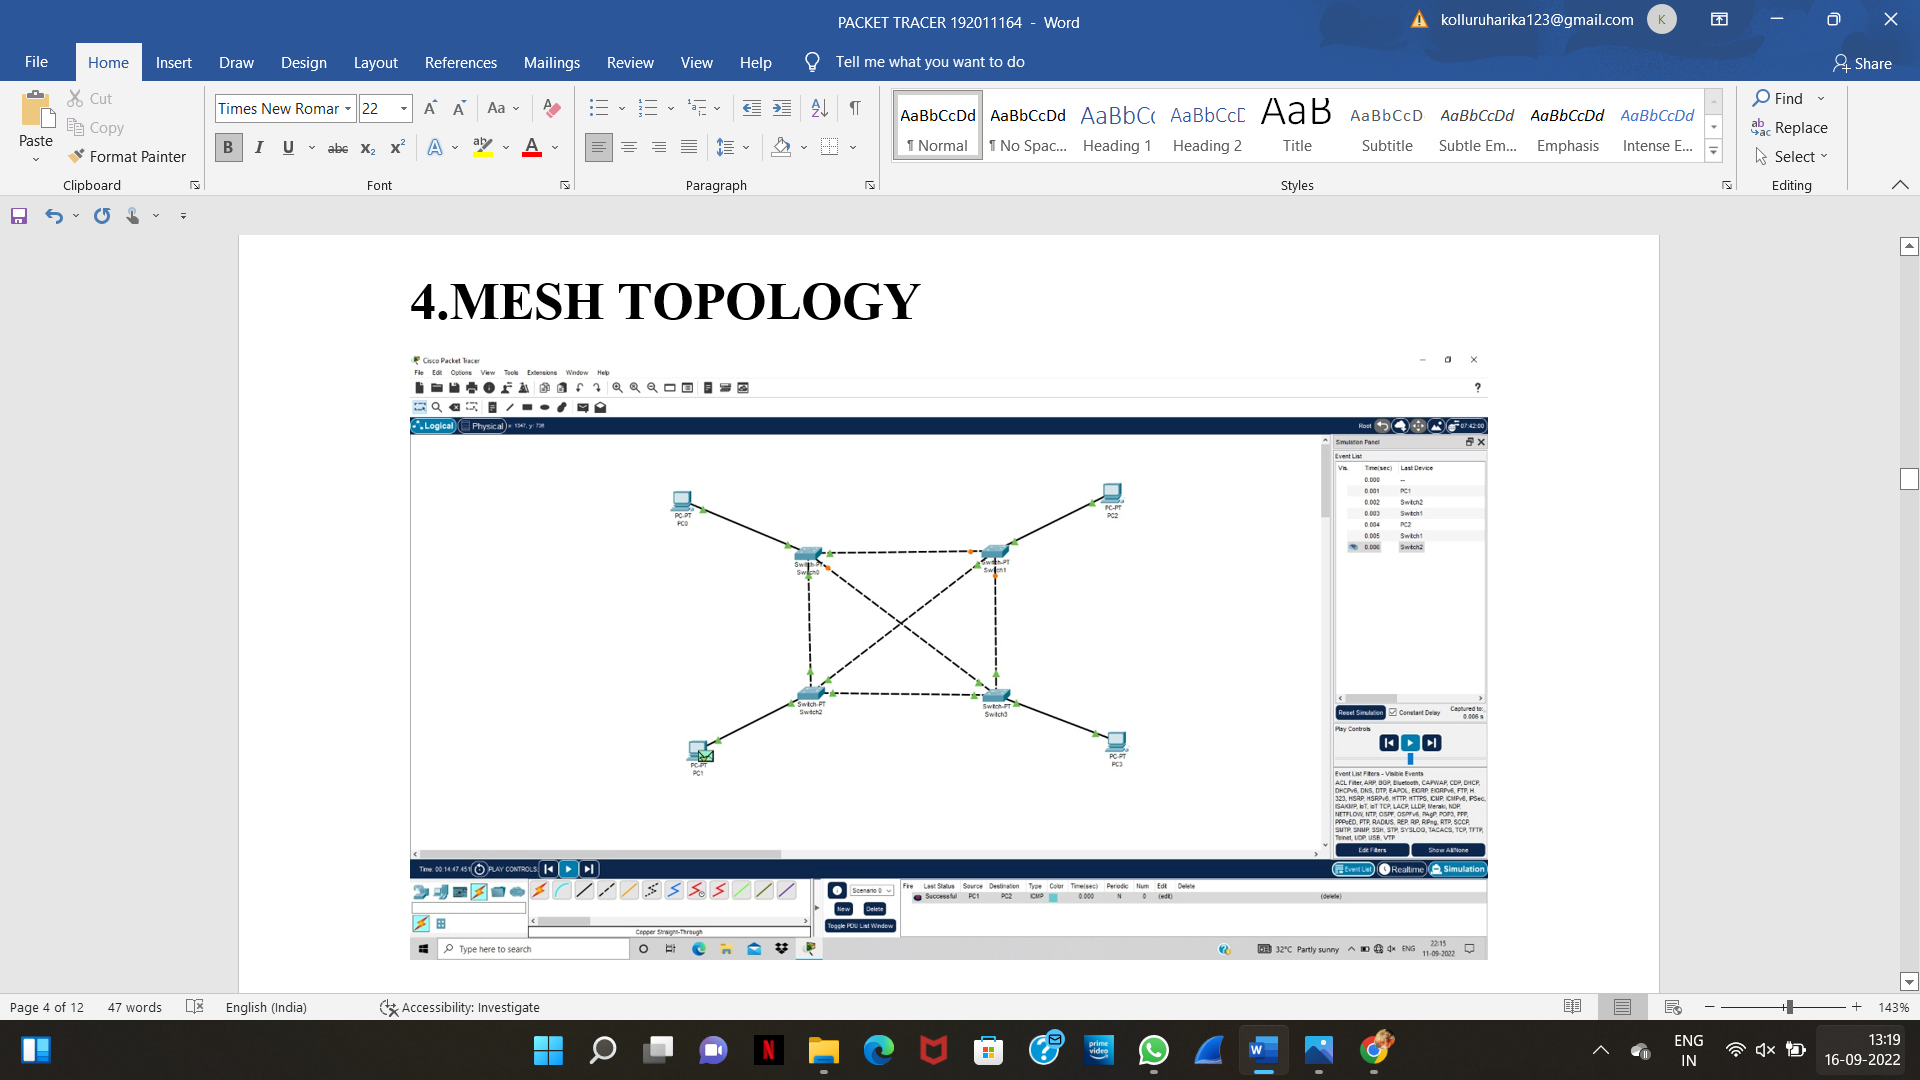 PACKET TRACER 192011164 - Word
kolluruharika123@gmail.com
K
File Home Insert Draw Design Layout References Mailings Review View Help Tell me what you want to do
Share
Cut
Copy
Format Painter
Paste
Clipboard
Times New Romar 22
Font
Paragraph
AaBbCcDd AaBbCcDd AaBbC( AaBbCcD AaB AaBbCcD AaBbCcDd AaBbCcDd AaBbCcDd
¶ Normal ¶ No Spac... Heading 1 Heading 2 Title Subtitle Subtle Em... Emphasis Intense E...
Styles
Find
Replace
Select
Editing
4.MESH TOPOLOGY
Cisco Packet Tracer
File Edit Options View Tools Extensions Window Help
Logical Physical x: 1347, y: 738
Root 07:42:00
Simulation Panel
Event List
Vis. Time(sec) Last Device
0.000 --
0.001 PC1
0.002 Switch2
0.003 Switch1
0.004 PC2
0.005 Switch1
0.006 Switch2
PC-PT
PC0
PC-PT
PC2
Switch-PT
Switch0
Switch-PT
Switch1
Switch-PT
Switch2
Switch-PT
Switch3
PC-PT
PC1
PC-PT
PC3
Reset Simulation Constant Delay Captured to:
0.006 s
Play Controls
Event List Filters - Visible Events
ACL Filter, ARP, BGP, Bluetooth, CAPWAP, CDP, DHCP,
DHCPv6, DNS, DTP, EAPOL, EIGRP, EIGRPv6, FTP, H.
323, HSRP, HSRPv6, HTTP, HTTPS, ICMP, ICMPv6, IPSec,
ISAKMP, IoT, IoT TCP, LACP, LLDP, Meraki, NDP,
NETFLOW, NTP, OSPF, OSPFv6, PAgP, POP3, PPP,
PPPoED, PTP, RADIUS, REP, RIP, RIPng, RTP, SCCP,
SMTP, SNMP, SSH, STP, SYSLOG, TACACS, TCP, TFTP,
Telnet, UDP, USB, VTP
Edit Filters Show All/None
Time: 00:14:47.451 PLAY CONTROLS:
Event List Realtime Simulation
Scenario 0
New Delete
Toggle PDU List Window
Fire Last Status Source Destination Type Color Time(sec) Periodic Num Edit Delete
Successful PC1 PC2 ICMP 0.000 N 0 (edit) (delete)
Copper Straight-Through
Type here to search
32°C Partly sunny ENG
22:15
11-09-2022
Page 4 of 12 47 words English (India) Accessibility: Investigate
143%
ENG
IN
13:19
16-09-2022